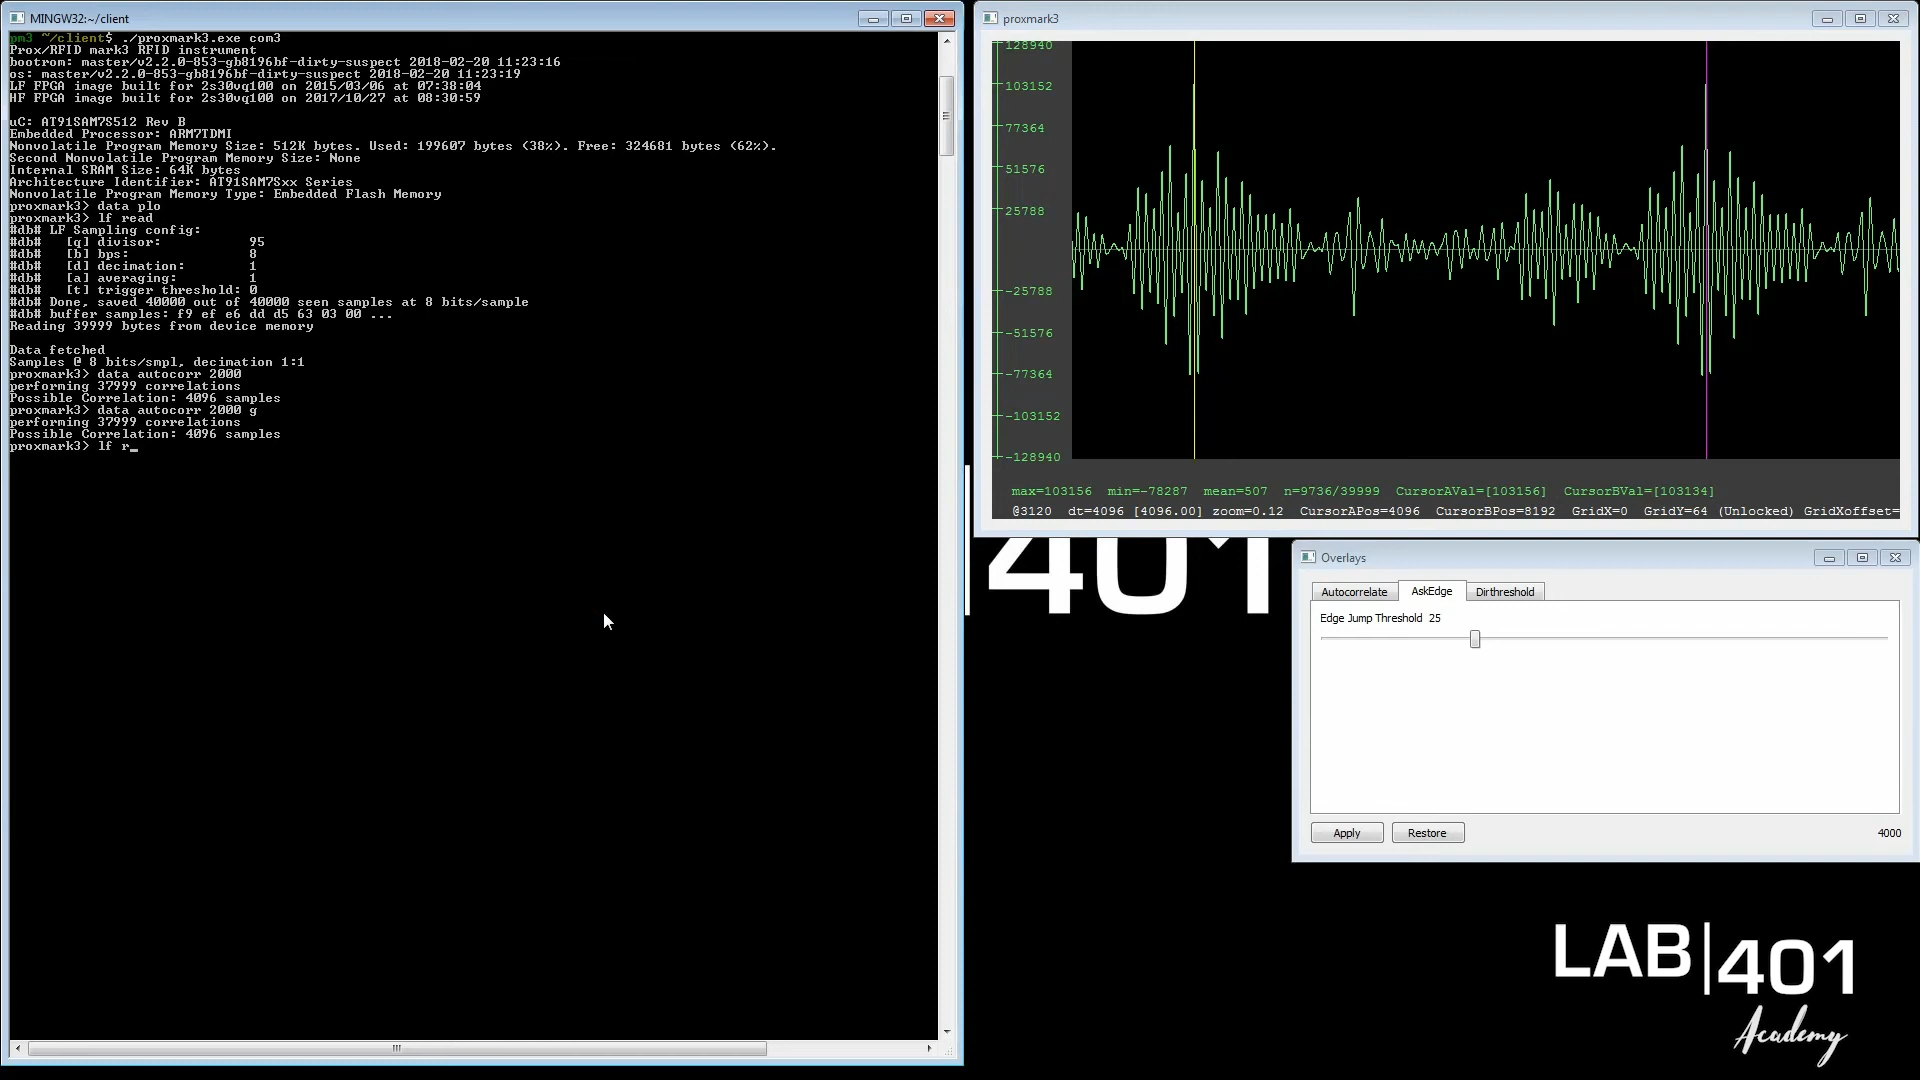 MINGW32:~/client
pm3 ~/client$ ./proxmark3.exe com3
Prox/RFID mark3 RFID instrument
bootrom: master/v2.2.0-853-gb8196bf-dirty-suspect 2018-02-20 11:23:16
os: master/v2.2.0-853-gb8196bf-dirty-suspect 2018-02-20 11:23:19
LF FPGA image built for 2s30vq100 on 2015/03/06 at 07:38:04
HF FPGA image built for 2s30vq100 on 2017/10/27 at 08:30:59
uC: AT91SAM7S512 Rev B
Embedded Processor: ARM7TDMI
Nonvolatile Program Memory Size: 512K bytes. Used: 199607 bytes (38%). Free: 324681 bytes (62%).
Second Nonvolatile Program Memory Size: None
Internal SRAM Size: 64K bytes
Architecture Identifier: AT91SAM7Sxx Series
Nonvolatile Program Memory Type: Embedded Flash Memory
proxmark3> data plo
proxmark3> lf read
#db# LF Sampling config:
#db#   [q] divisor:           95
#db#   [b] bps:               8
#db#   [d] decimation:        1
#db#   [a] averaging:         1
#db#   [t] trigger threshold: 0
#db# Done, saved 40000 out of 40000 seen samples at 8 bits/sample
#db# buffer samples: f9 ef e6 dd d5 63 03 00 ...
Reading 39999 bytes from device memory
Data fetched
Samples @ 8 bits/smpl, decimation 1:1
proxmark3> data autocorr 2000
performing 37999 correlations
Possible Correlation: 4096 samples
proxmark3> data autocorr 2000 g
performing 37999 correlations
Possible Correlation: 4096 samples
proxmark3> lf r_
proxmark3
128940
103152
77364
51576
25788
-25788
-51576
-77364
-103152
-128940
max=103156 min=-78287 mean=507 n=9736/39999 CursorAVal=[103156] CursorBVal=[103134]
@3120 dt=4096 [4096.00] zoom=0.12 CursorAPos=4096 CursorBPos=8192 GridX=0 GridY=64 (Unlocked) GridXoffset=
401
Overlays
Autocorrelate AskEdge Dirthreshold
Edge Jump Threshold 25
Apply Restore 4000
LAB|401
Academy